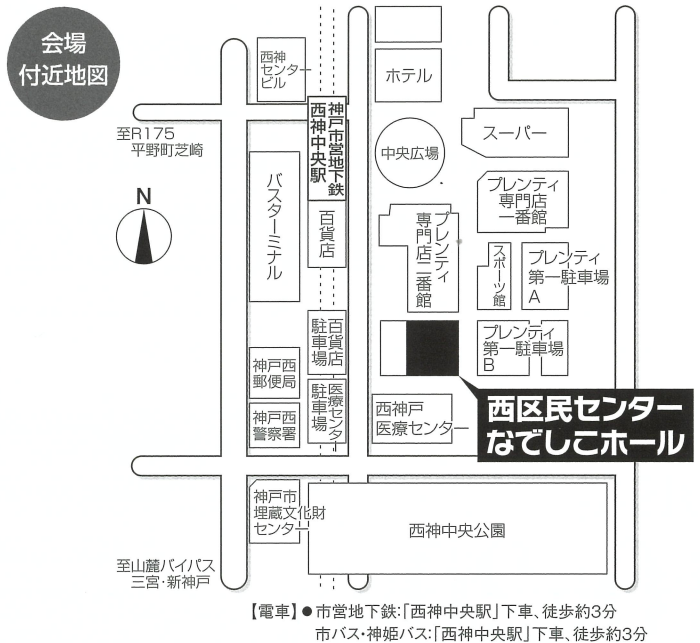 会場
付近地図
西神
センター
ビル
ホテル
至R175
平野町芝崎
神戸市営地下鉄
西神中央駅
中央広場
スーパー
N
バスターミナル
百貨店
プレンティ
専門店
一番館
プレンティ
専門店二番館
スポーツ館
プレンティ
第一駐車場
A
百貨店
駐車場
プレンティ
第一駐車場
B
神戸西
郵便局
医療センター
駐車場
神戸西
警察署
西神戸
医療センター
西区民センター
なでしこホール
神戸市
埋蔵文化財
センター
西神中央公園
至山麓バイパス
三宮・新神戸
【電車】●市営地下鉄:「西神中央駅」下車、徒歩約3分
市バス・神姫バス:「西神中央駅」下車、徒歩約3分